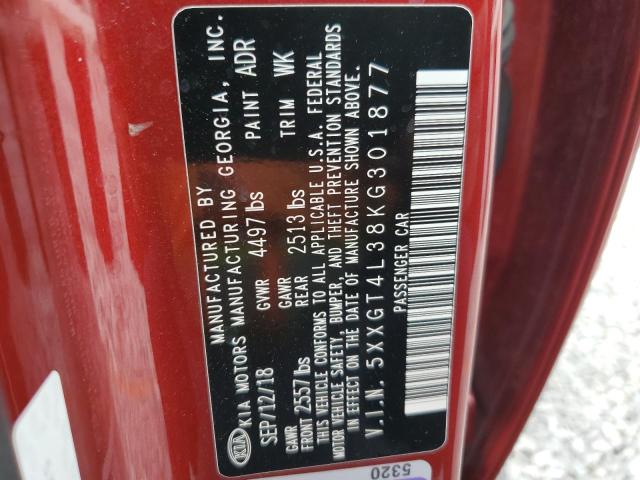 MANUFACTURED BY
KIA KIA MOTORS MANUFACTURING GEORGIA, INC.
SEP/12/18 GVWR 4497 lbs PAINT ADR
GAWR FRONT 2557 lbs GAWR REAR 2513 lbs TRIM WK
THIS VEHICLE CONFORMS TO ALL APPLICABLE U.S.A. FEDERAL
MOTOR VEHICLE SAFETY, BUMPER, AND THEFT PREVENTION STANDARDS
IN EFFECT ON THE DATE OF MANUFACTURE SHOWN ABOVE.
V.I.N. 5XXGT4L38KG301877
PASSENGER CAR
5320